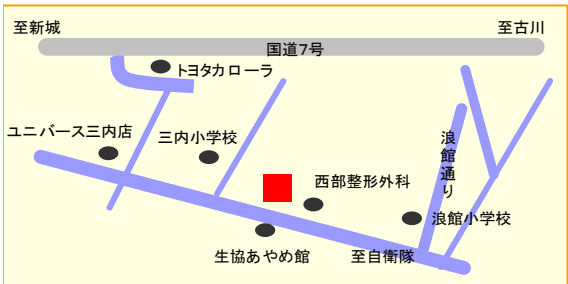 至新城
至古川
国道7号
トヨタカローラ
ユニバース三内店
三内小学校
浪館通り
西部整形外科
浪館小学校
生協あやめ館
至自衛隊